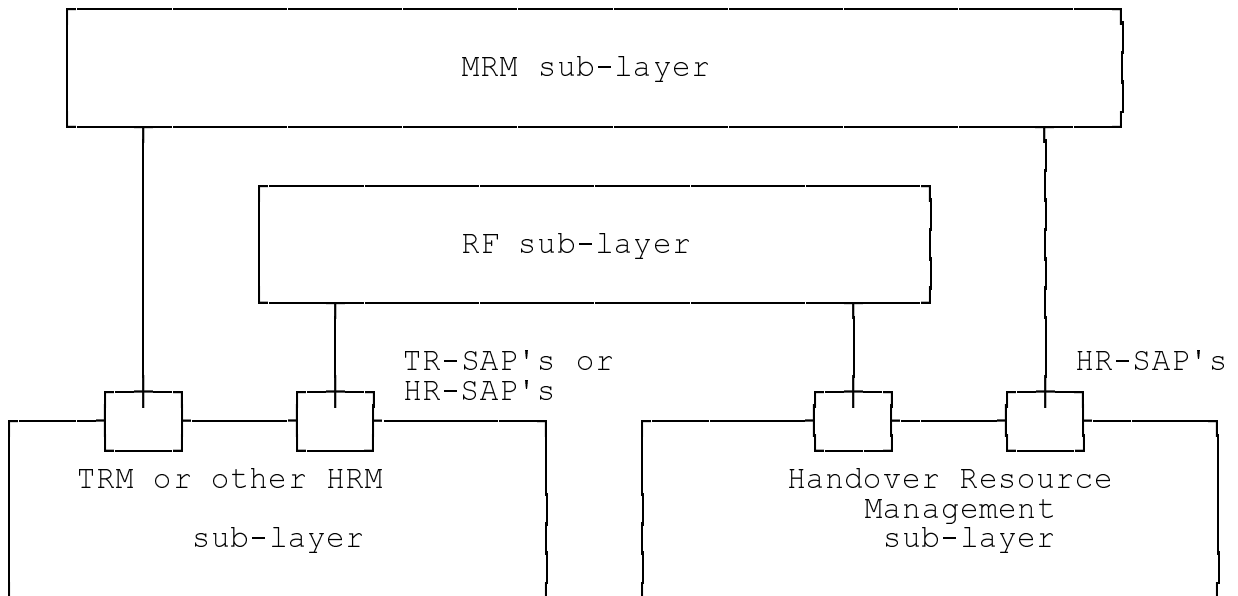 MRM sub-layer
RF sub-layer
TR-SAP's or
HR-SAP's
HR-SAP's
TRM or other HRM
sub-layer
Handover Resource
Management
sub-layer